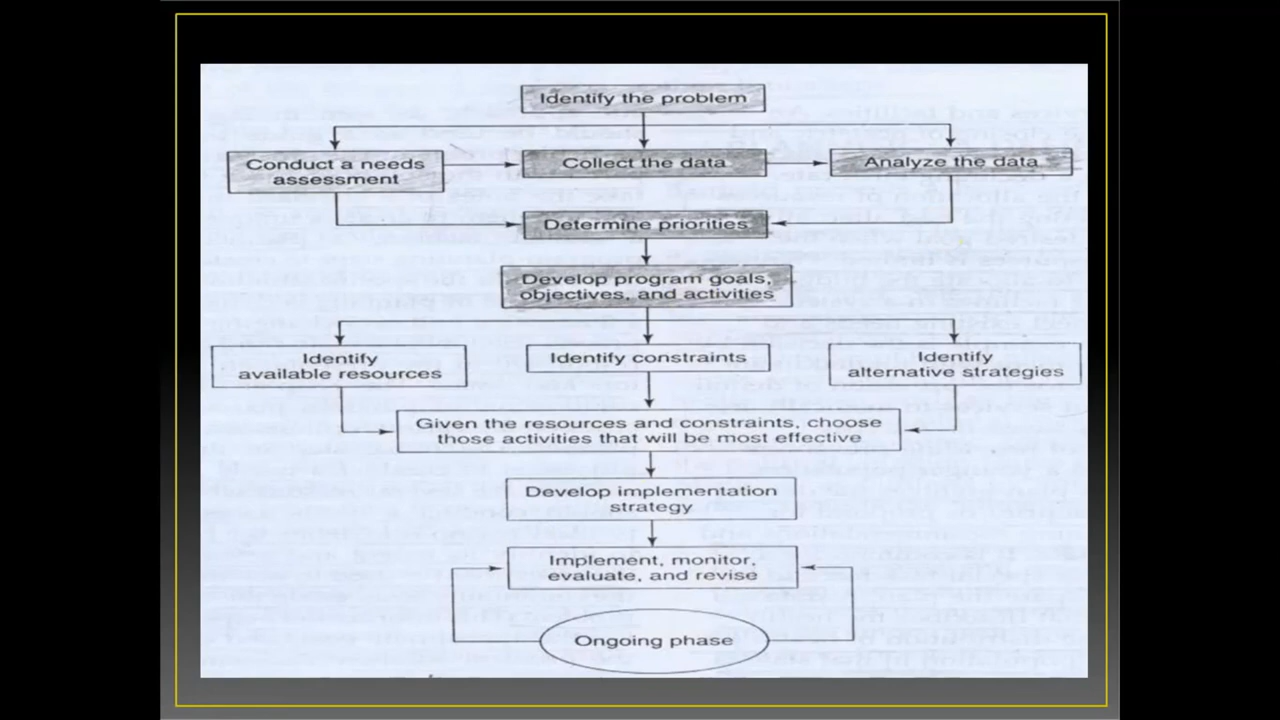 Identify the problem
Conduct a needs
assessment
Collect the data
Analyze the data
Determine priorities
Develop program goals,
objectives, and activities
Identify
available resources
Identify constraints
Identify
alternative strategies
Given the resources and constraints, choose
those activities that will be most effective
Develop implementation
strategy
Implement, monitor,
evaluate, and revise
Ongoing phase